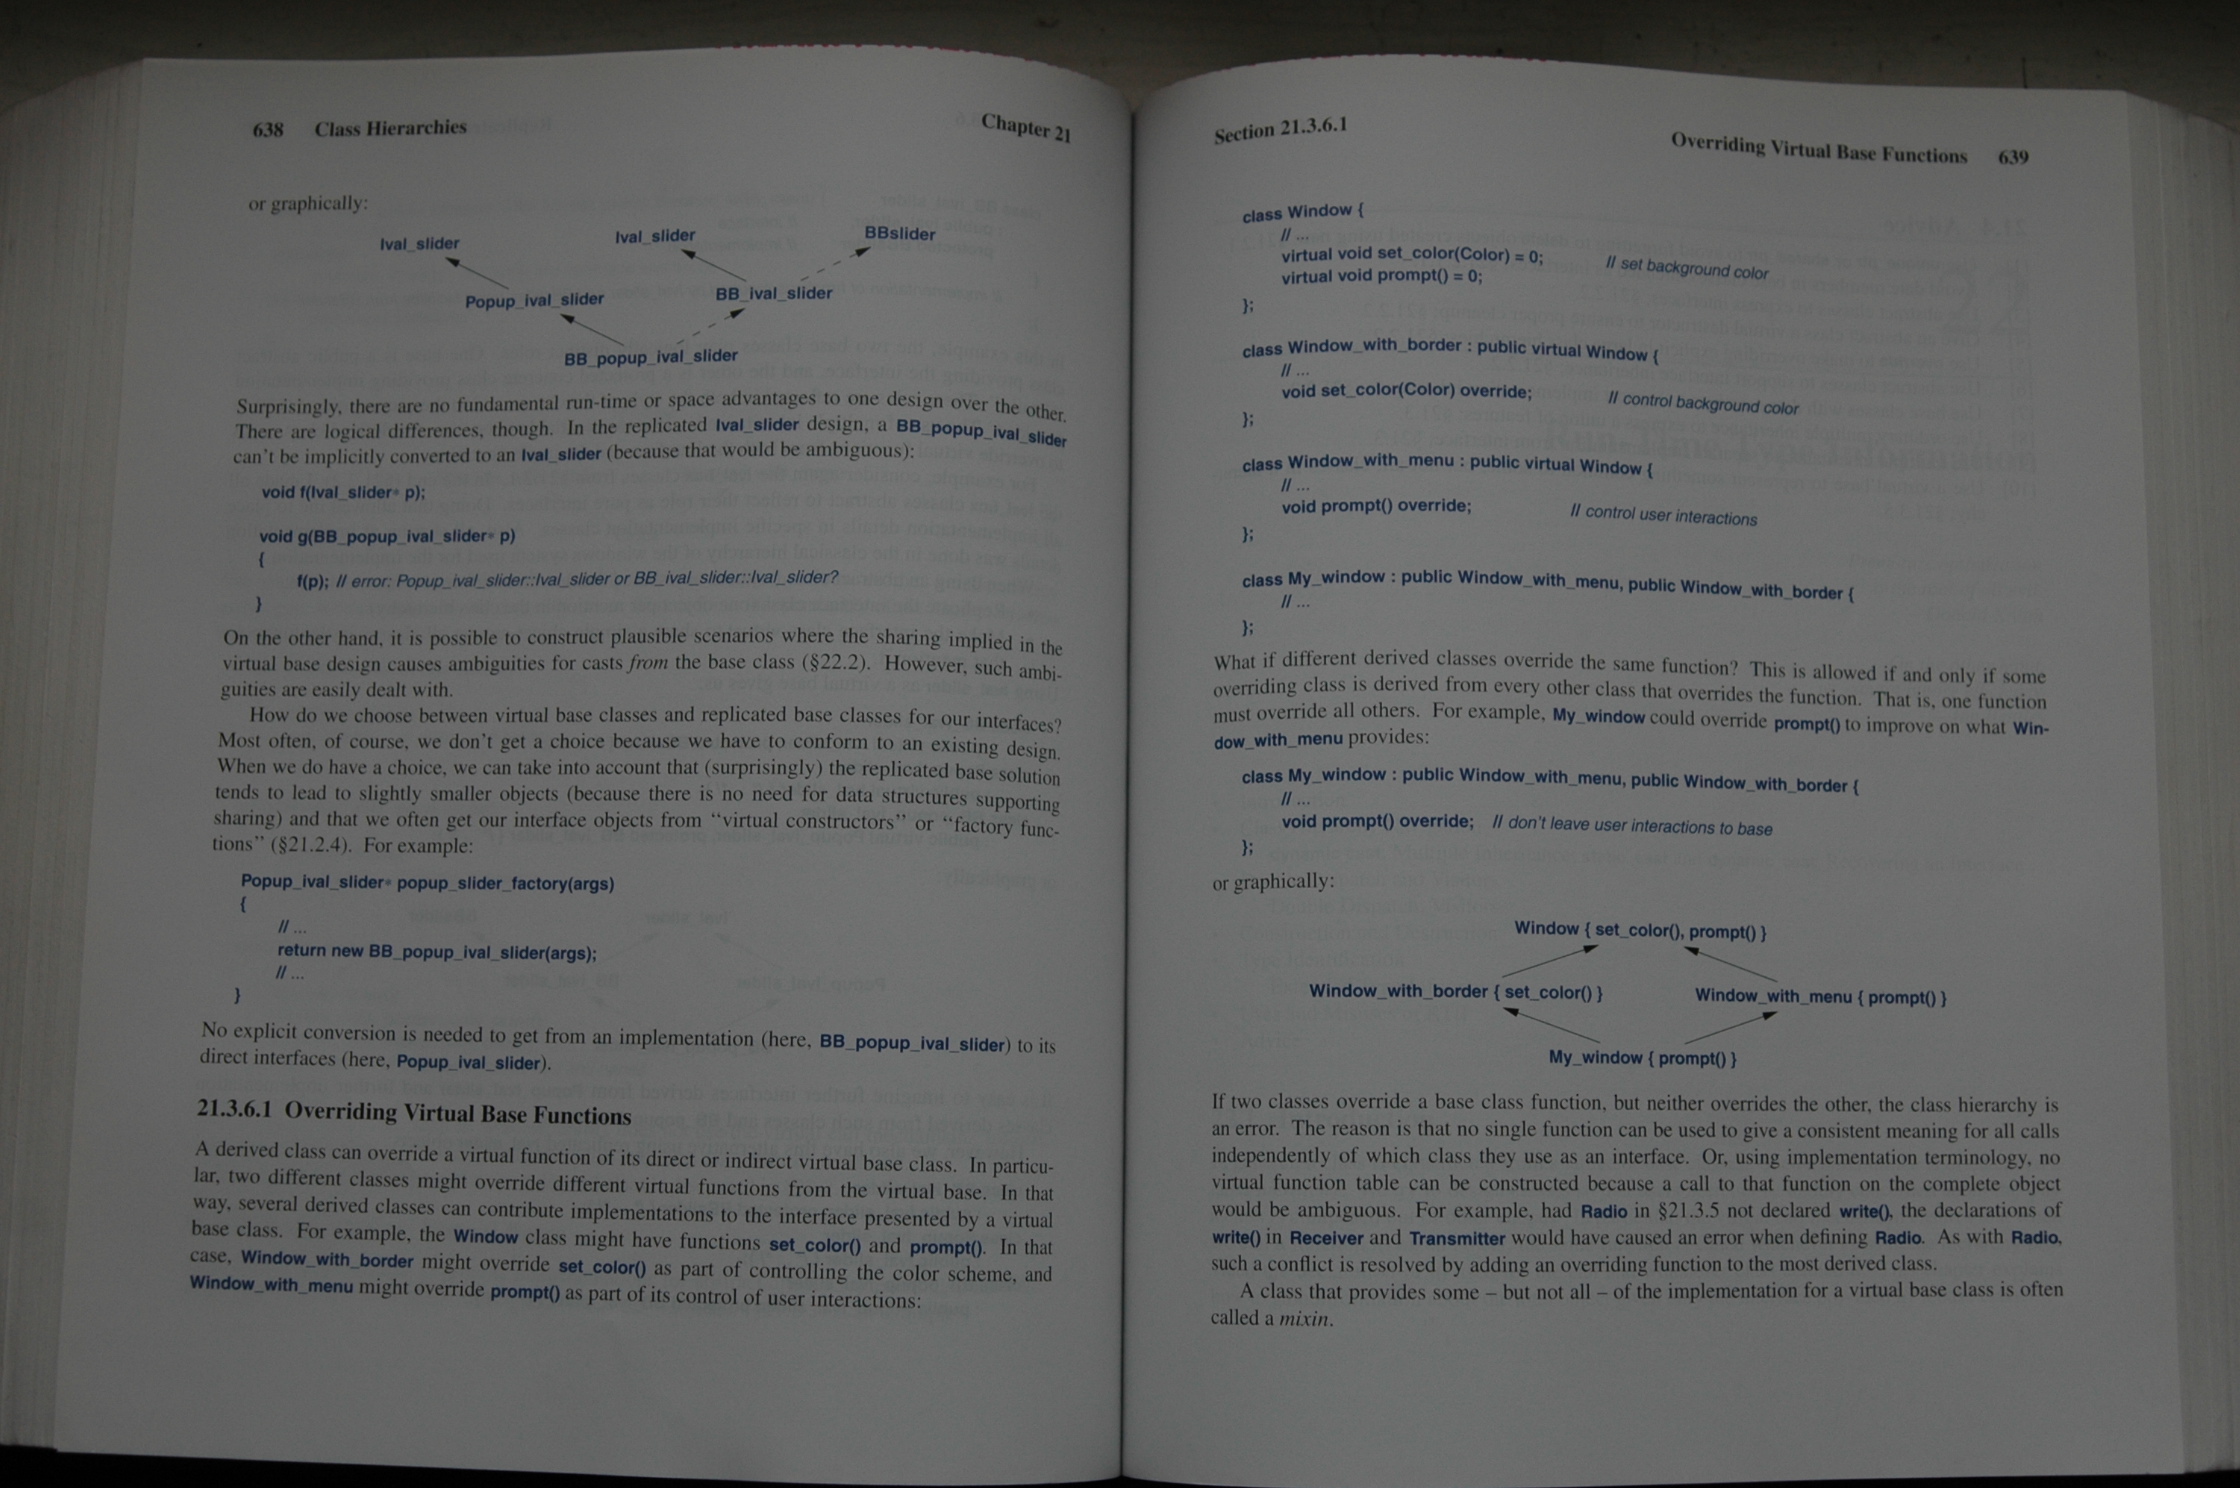 638 Class Hierarchies Chapter 21
or graphically:
Ival_slider Ival_slider BBslider
Popup_ival_slider BB_ival_slider
BB_popup_ival_slider
Surprisingly, there are no fundamental run-time or space advantages to one design over the other.
There are logical differences, though. In the replicated Ival_slider design, a BB_popup_ival_slider
can't be implicitly converted to an Ival_slider (because that would be ambiguous):
void f(Ival_slider* p);
void g(BB_popup_ival_slider* p)
{
f(p); // error: Popup_ival_slider::Ival_slider or BB_ival_slider::Ival_slider?
}
On the other hand, it is possible to construct plausible scenarios where the sharing implied in the
virtual base design causes ambiguities for casts from the base class (§22.2). However, such ambi-
guities are easily dealt with.
How do we choose between virtual base classes and replicated base classes for our interfaces?
Most often, of course, we don't get a choice because we have to conform to an existing design.
When we do have a choice, we can take into account that (surprisingly) the replicated base solution
tends to lead to slightly smaller objects (because there is no need for data structures supporting
sharing) and that we often get our interface objects from "virtual constructors" or "factory func-
tions" (§21.2.4). For example:
Popup_ival_slider* popup_slider_factory(args)
{
// ...
return new BB_popup_ival_slider(args);
// ...
}
No explicit conversion is needed to get from an implementation (here, BB_popup_ival_slider) to its
direct interfaces (here, Popup_ival_slider).
21.3.6.1 Overriding Virtual Base Functions
A derived class can override a virtual function of its direct or indirect virtual base class. In particu-
lar, two different classes might override different virtual functions from the virtual base. In that
way, several derived classes can contribute implementations to the interface presented by a virtual
base class. For example, the Window class might have functions set_color() and prompt(). In that
case, Window_with_border might override set_color() as part of controlling the color scheme, and
Window_with_menu might override prompt() as part of its control of user interactions:
Section 21.3.6.1 Overriding Virtual Base Functions 639
class Window {
// ...
virtual void set_color(Color) = 0; // set background color
virtual void prompt() = 0;
};
class Window_with_border : public virtual Window {
// ...
void set_color(Color) override; // control background color
};
class Window_with_menu : public virtual Window {
// ...
void prompt() override; // control user interactions
};
class My_window : public Window_with_menu, public Window_with_border {
// ...
};
What if different derived classes override the same function? This is allowed if and only if some
overriding class is derived from every other class that overrides the function. That is, one function
must override all others. For example, My_window could override prompt() to improve on what Win-
dow_with_menu provides:
class My_window : public Window_with_menu, public Window_with_border {
// ...
void prompt() override; // don't leave user interactions to base
};
or graphically:
Window { set_color(), prompt() }
Window_with_border { set_color() } Window_with_menu { prompt() }
My_window { prompt() }
If two classes override a base class function, but neither overrides the other, the class hierarchy is
an error. The reason is that no single function can be used to give a consistent meaning for all calls
independently of which class they use as an interface. Or, using implementation terminology, no
virtual function table can be constructed because a call to that function on the complete object
would be ambiguous. For example, had Radio in §21.3.5 not declared write(), the declarations of
write() in Receiver and Transmitter would have caused an error when defining Radio. As with Radio,
such a conflict is resolved by adding an overriding function to the most derived class.
A class that provides some – but not all – of the implementation for a virtual base class is often
called a mixin.